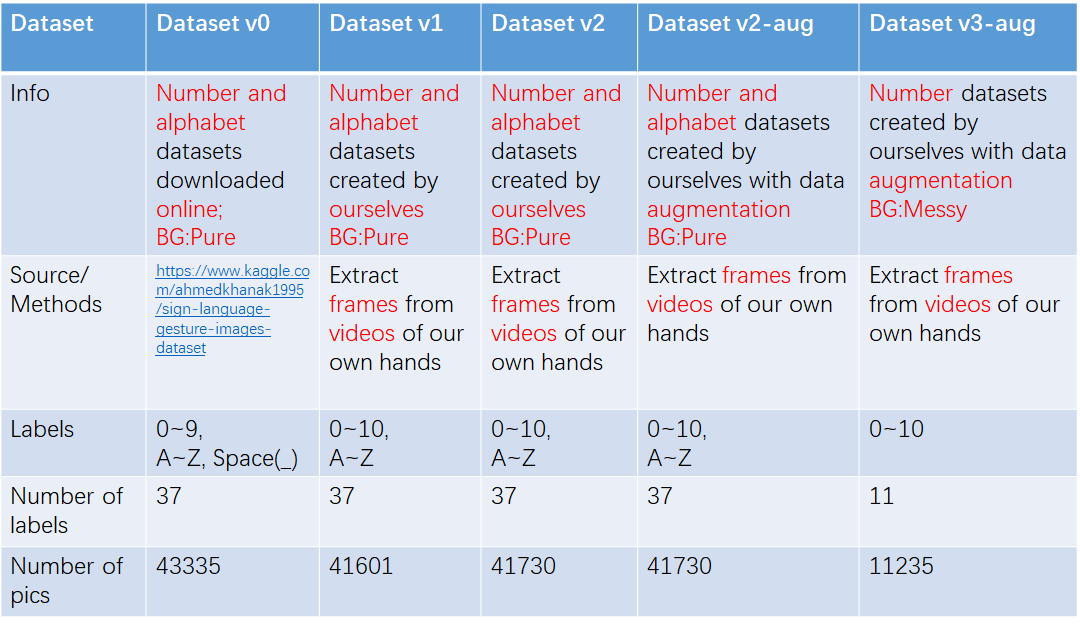 Dataset
Dataset v0
Dataset v1
Dataset v2
Dataset v2-aug
Dataset v3-aug
Info
Number and
alphabet
datasets
downloaded
online;
BG:Pure
Number and
alphabet
datasets
created by
ourselves
BG:Pure
Number and
alphabet
datasets
created by
ourselves
BG:Pure
Number and
alphabet datasets
created by
ourselves with data
augmentation
BG:Pure
Number datasets
created by
ourselves with data
augmentation
BG:Messy
Source/
Methods
https://www.kaggle.co
m/ahmedkhanak1995
/sign-language-
gesture-images-
dataset
Extract
frames from
videos of our
own hands
Extract
frames from
videos of our
own hands
Extract frames from
videos of our own
hands
Extract frames
from videos of our
own hands
Labels
0~9,
A~Z, Space(_)
0~10,
A~Z
0~10,
A~Z
0~10,
A~Z
0~10
Number of
labels
37
37
37
37
11
Number of
pics
43335
41601
41730
41730
11235